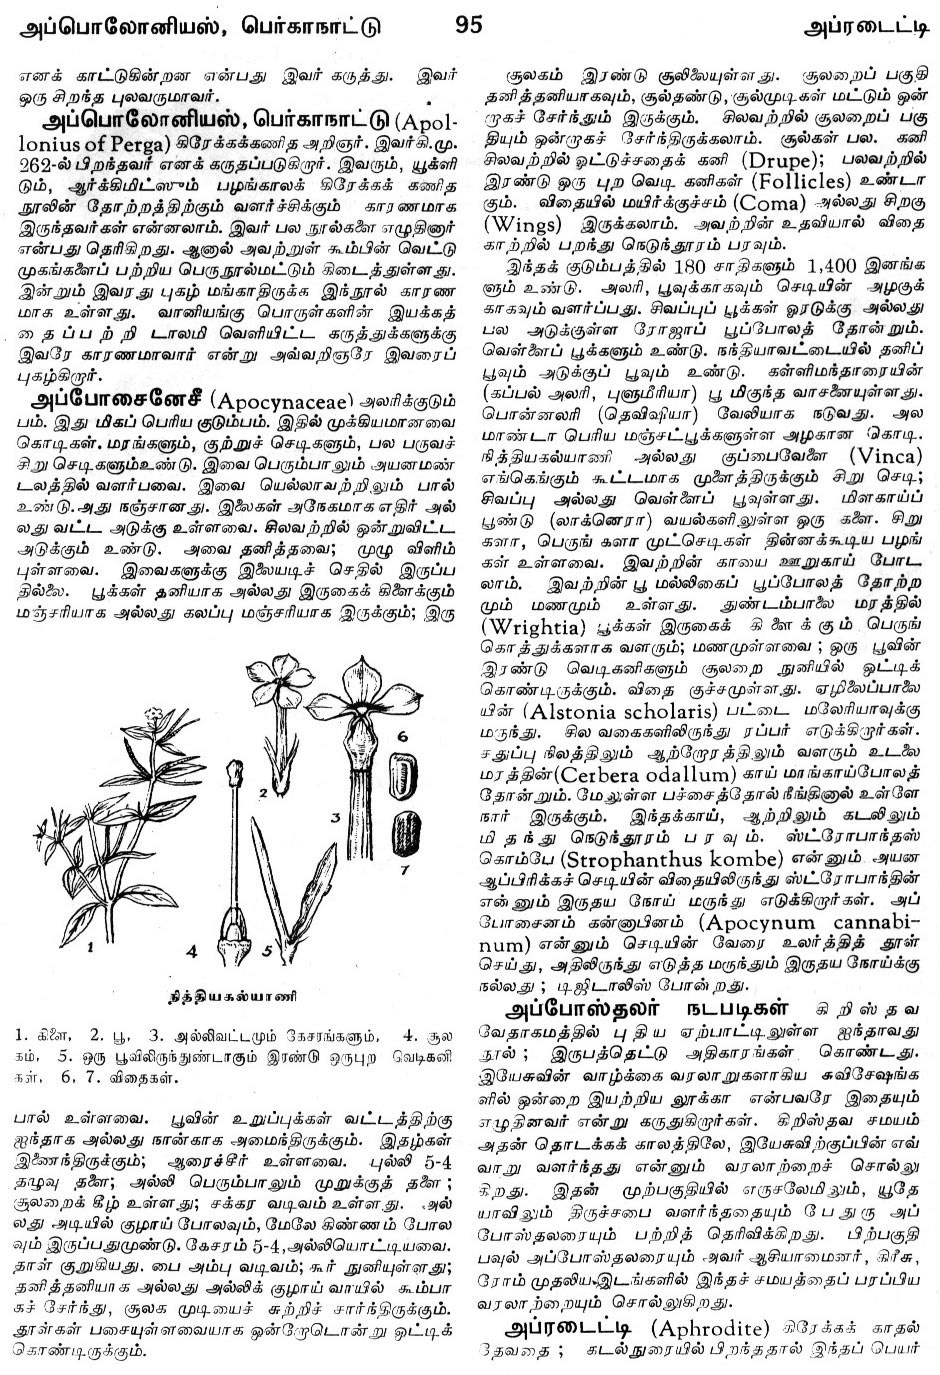 அப்பொலோனியஸ், பெர்காநாட்டு 95 அப்ரடைட்டி
எனக் காட்டுகின்றன என்பது இவர் கருத்து. இவர்
ஒரு சிறந்த புலவருமாவர்.
அப்பொலோனியஸ், பெர்காநாட்டு (Apol-
lonius of Perga) கிரேக்கக்கணித அறிஞர். இவர்கி.மு.
262-ல் பிறந்தவர் எனக் கருதப்படுகிறார். இவரும், யூக்ளி
டும், ஆர்க்கிமிட்ஸும் பழங்காலக் கிரேக்கக் கணித
நூலின் தோற்றத்திற்கும் வளர்ச்சிக்கும் காரணமாக
இருந்தவர்கள் என்னலாம். இவர் பல நூல்களை எழுதினார்
என்பது தெரிகிறது. ஆனால் அவற்றுள் கூம்பின் வெட்டு
முகங்களைப் பற்றிய பெருநூல்மட்டும் கிடைத்துள்ளது.
இன்றும் இவரது புகழ் மங்காதிருக்க இந்நூல் காரண
மாக உள்ளது. வானியங்கு பொருள்களின் இயக்கத்
தைப்பற்றி டாலமி வெளியிட்ட கருத்துக்களுக்கு
இவரே காரணமாவார் என்று அவ்வறிஞரே இவரைப்
புகழ்கிறார்.
அப்போசைனேசீ (Apocynaceae) அலரிக்குடும்
பம். இது மிகப் பெரிய குடும்பம். இதில் முக்கியமானவை
கொடிகள். மரங்களும், குற்றுச் செடிகளும், பல பருவச்
சிறு செடிகளும்உண்டு. இவை பெரும்பாலும் அயனமண்
டலத்தில் வளர்பவை. இவை யெல்லாவற்றிலும் பால்
உண்டு.அது நஞ்சானது. இலைகள் அநேகமாக எதிர் அல்
லது வட்ட அடுக்கு உள்ளவை. சிலவற்றில் ஒன்றுவிட்ட
அடுக்கும் உண்டு. அவை தனித்தவை; முழு விளிம்
புள்ளவை. இவைகளுக்கு இலையடிச் செதில் இருப்ப
தில்லை. பூக்கள் தனியாக அல்லது இருகைக் கிளைக்கும்
மஞ்சரியாக அல்லது கலப்பு மஞ்சரியாக இருக்கும்; இரு
1 2 3 4 5 6 7
நித்தியகல்யாணி
1. கிளை, 2. பூ, 3. அல்லிவட்டமும் கேசரங்களும், 4. சூல
கம், 5. ஒரு பூவிலிருந்துண்டாகும் இரண்டு ஒருபுற வெடிகனி
கள், 6, 7. விதைகள்.
பால் உள்ளவை. பூவின் உறுப்புக்கள் வட்டத்திற்கு
ஐந்தாக அல்லது நான்காக அமைந்திருக்கும். இதழ்கள்
இணைந்திருக்கும்; ஆரைச்சீர் உள்ளவை. புல்லி 5-4
தழுவு தளை; அல்லி பெரும்பாலும் முறுக்குத் தளை;
சூலறைக் கீழ் உள்ளது; சக்கர வடிவம் உள்ளது. அல்
லது அடியில் குழாய் போலவும், மேலே கிண்ணம் போல
வும் இருப்பதுமுண்டு. கேசரம் 5-4,அல்லியொட்டியவை.
தாள் குறுகியது. பை அம்பு வடிவம்; கூர் நுனியுள்ளது;
தனித்தனியாக அல்லது அல்லிக் குழாய் வாயில் கூம்பா
கச் சேர்ந்து, சூலக முடியைச் சுற்றிச் சார்ந்திருக்கும்.
தூள்கள் பசையுள்ளவையாக ஒன்றோடொன்று ஒட்டிக்
கொண்டிருக்கும்.
சூலகம் இரண்டு சூலிலையுள்ளது. சூலறைப் பகுதி
தனித்தனியாகவும், சூல்தண்டு, சூல்முடிகள் மட்டும் ஒன்
றாகச் சேர்ந்தும் இருக்கும். சிலவற்றில் சூலறைப் பகு
தியும் ஒன்றாகச் சேர்ந்திருக்கலாம். சூல்கள் பல. கனி
சிலவற்றில் ஓட்டுச்சதைக் கனி (Drupe); பலவற்றில்
இரண்டு ஒரு புற வெடி கனிகள் (Follicles) உண்டா
கும். விதையில் மயிர்க்குச்சம் (Coma) அல்லது சிறகு
(Wings) இருக்கலாம். அவற்றின் உதவியால் விதை
காற்றில் பறந்து நெடுந்தூரம் பரவும்.
இந்தக் குடும்பத்தில் 180 சாதிகளும் 1,400 இனங்க
ளும் உண்டு. அலரி, பூவுக்காகவும் செடியின் அழகுக்
காகவும் வளர்ப்பது. சிவப்புப் பூக்கள் ஓரடுக்கு அல்லது
பல அடுக்குள்ள ரோஜாப் பூப்போலத் தோன்றும்.
வெள்ளைப் பூக்களும் உண்டு. நந்தியாவட்டையில் தனிப்
பூவும் அடுக்குப் பூவும் உண்டு. கள்ளிமந்தாரையின்
(கப்பல் அலரி, புளுமீரியா) பூ மிகுந்த வாசனையுள்ளது.
பொன்னலரி (தெவிஷியா) வேலியாக நடுவது. அல
மாண்டா பெரிய மஞ்சட்பூக்களுள்ள அழகான கொடி.
நித்தியகல்யாணி அல்லது குப்பைவேளை (Vinca)
எங்கெங்கும் கூட்டமாக முளைத்திருக்கும் சிறு செடி;
சிவப்பு அல்லது வெள்ளைப் பூவுள்ளது. மிளகாய்ப்
பூண்டு (லாக்னெரா) வயல்களிலுள்ள ஒரு களை. சிறு
களா, பெருங் களா முட்செடிகள் தின்னக்கூடிய பழங்
கள் உள்ளவை. இவற்றின் காயை ஊறுகாய் போட
லாம். இவற்றின் பூ மல்லிகைப் பூப்போலத் தோற்ற
மும் மணமும் உள்ளது. துண்டம்பாலை மரத்தில்
(Wrightia) பூக்கள் இருகைக் கிளைக்கும் பெருங்
கொத்துக்களாக வளரும்; மணமுள்ளவை; ஒரு பூவின்
இரண்டு வெடிகனிகளும் சூலறை நுனியில் ஒட்டிக்
கொண்டிருக்கும். விதை குச்சமுள்ளது. ஏழிலைப்பாலை
யின் (Alstonia scholaris) பட்டை மலேரியாவுக்கு
மருந்து. சில வகைகளிலிருந்து ரப்பர் எடுக்கிறார்கள்.
சதுப்பு நிலத்திலும் ஆற்றோரத்திலும் வளரும் உடலை
மரத்தின்(Cerbera odallum) காய் மாங்காய்போலத்
தோன்றும். மேலுள்ள பச்சைத்தோல் நீங்கினால் உள்ளே
நார் இருக்கும். இந்தக்காய், ஆற்றிலும் கடலிலும்
மிதந்து நெடுந்தூரம் பரவும். ஸ்ட்ரோபாந்தஸ்
கொம்பே (Strophanthus kombe) என்னும் அயன
ஆப்பிரிக்கச் செடியின் விதையிலிருந்து ஸ்ட்ரோபாந்தின்
என்னும் இருதய நோய் மருந்து எடுக்கிறார்கள். அப்
போசைனம் கன்னாபினம் (Apocynum cannabi-
num) என்னும் செடியின் வேரை உலர்த்தித் தூள்
செய்து, அதிலிருந்து எடுத்த மருந்தும் இருதய நோய்க்கு
நல்லது; டிஜிடாலிஸ் போன்றது.
அப்போஸ்தலர் நடபடிகள் கிறிஸ்தவ
வேதாகமத்தில் புதிய ஏற்பாட்டிலுள்ள ஐந்தாவது
நூல்; இருபத்தெட்டு அதிகாரங்கள் கொண்டது.
இயேசுவின் வாழ்க்கை வரலாறுகளாகிய சுவிசேஷங்க
ளில் ஒன்றை இயற்றிய லூக்கா என்பவரே இதையும்
எழுதினவர் என்று கருதுகிறார்கள். கிறிஸ்தவ சமயம்
அதன் தொடக்கக் காலத்திலே, இயேசுவிற்குப்பின் எவ்
வாறு வளர்ந்தது என்னும் வரலாற்றைச் சொல்லு
கிறது. இதன் முற்பகுதியில் எருசலேமிலும், யூதே
யாவிலும் திருச்சபை வளர்ந்ததையும் பேதுரு அப்
போஸ்தலரையும் பற்றித் தெரிவிக்கிறது. பிற்பகுதி
பவுல் அப்போஸ்தலரையும் அவர் ஆசியாமைனர், கிரீசு,
ரோம் முதலிய இடங்களில் இந்தச் சமயத்தைப் பரப்பிய
வரலாற்றையும் சொல்லுகிறது.
அப்ரடைட்டி (Aphrodite) கிரேக்கக் காதல்
தேவதை; கடல்நுரையில் பிறந்ததால் இந்தப் பெயர்